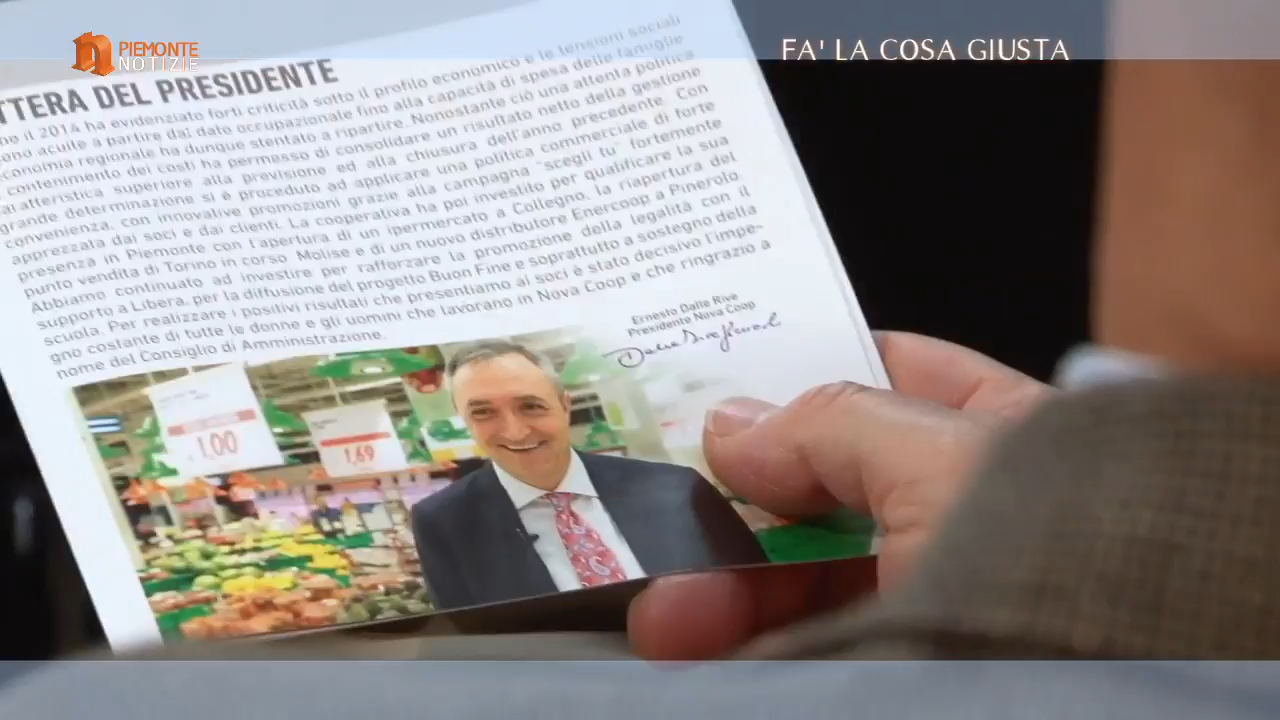 PIEMONTE
NOTIZIE
FA' LA COSA GIUSTA
TTERA DEL PRESIDENTE
no il 2014 ha evidenziato forti criticità sotto il profilo economico e le tensioni sociali
ono acuite a partire dal dato occupazionale fino alla capacità di spesa delle famiglie
conomia regionale ha dunque stentato a ripartire. Nonostante ciò una attenta politica
contenimento dei costi ha permesso di consolidare un risultato netto della gestione
atteristica superiore alla previsione ed alla chiusura dell'anno precedente. Con
grande determinazione si è proceduto ad applicare una politica commerciale di forte
convenienza, con innovative promozioni grazie alla campagna "scegli tu" fortemente
apprezzata dai soci e dai clienti. La cooperativa ha poi investito per qualificare la sua
presenza in Piemonte con l'apertura di un ipermercato a Collegno, la riapertura del
punto vendita di Torino in corso Molise e di un nuovo distributore Enercoop a Pinerolo.
Abbiamo continuato ad investire per rafforzare la promozione della legalità con il
supporto a Libera, per la diffusione del progetto Buon Fine e soprattutto a sostegno della
scuola. Per realizzare i positivi risultati che presentiamo ai soci è stato decisivo l'impe-
gno costante di tutte le donne e gli uomini che lavorano in Nova Coop e che ringrazio a
nome del Consiglio di Amministrazione.
Ernesto Dalle Rive
Presidente Nova Coop
1,00
1,69